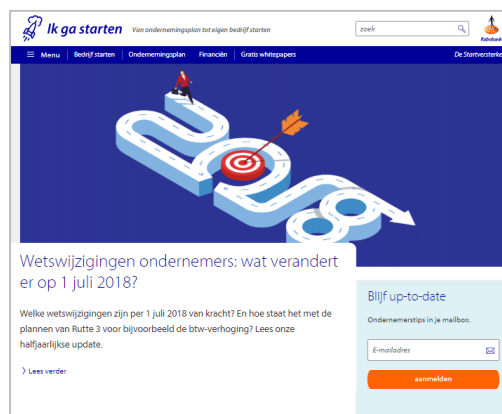 Ik ga starten
Van ondernemingsplan tot eigen bedrijf starten
zoek
Rabobank
Menu
Bedrijf starten
Ondernemingsplan
Financiën
Gratis whitepapers
De Startversterker
Wetswijzigingen ondernemers: wat verandert
er op 1 juli 2018?
Welke wetswijzigingen zijn per 1 juli 2018 van kracht? En hoe staat het met de
plannen van Rutte 3 voor bijvoorbeeld de btw-verhoging? Lees onze
halfjaarlijkse update.
Lees verder
Blijf up-to-date
Ondernemerstips in je mailbox.
E-mailadres
aanmelden